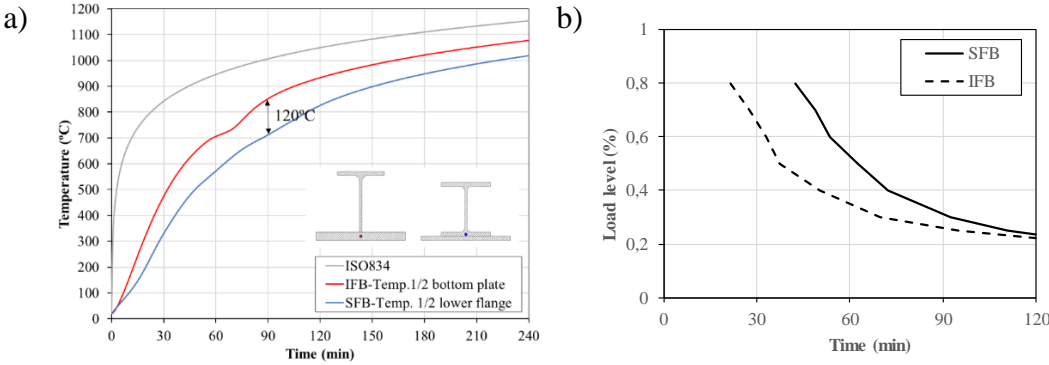 a)
1200
1100
1000
900
800
700
600
500
400
300
200
100
0
Temperature (ºC)
120ºC
ISO834
IFB-Temp.1/2 bottom plate
SFB-Temp. 1/2 lower flange
0 30 60 90 120 150 180 210 240
Time (min)
b)
1
0,8
0,6
0,4
0,2
0
Load level (%)
SFB
IFB
0 30 60 90 120
Time (min)